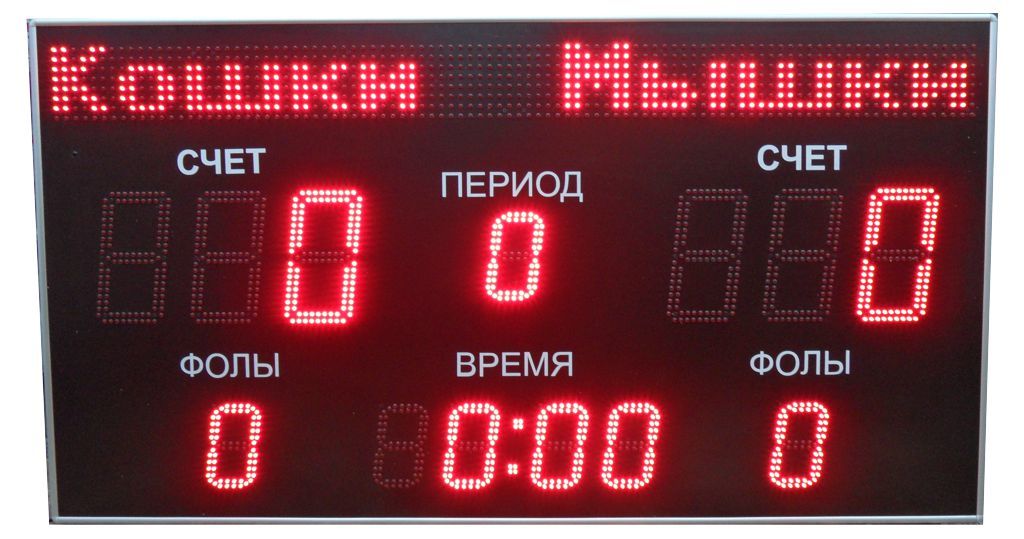 Кошки Мышки
СЧЕТ ПЕРИОД СЧЕТ
0 0 0
ФОЛЫ ВРЕМЯ ФОЛЫ
0 0:00 0